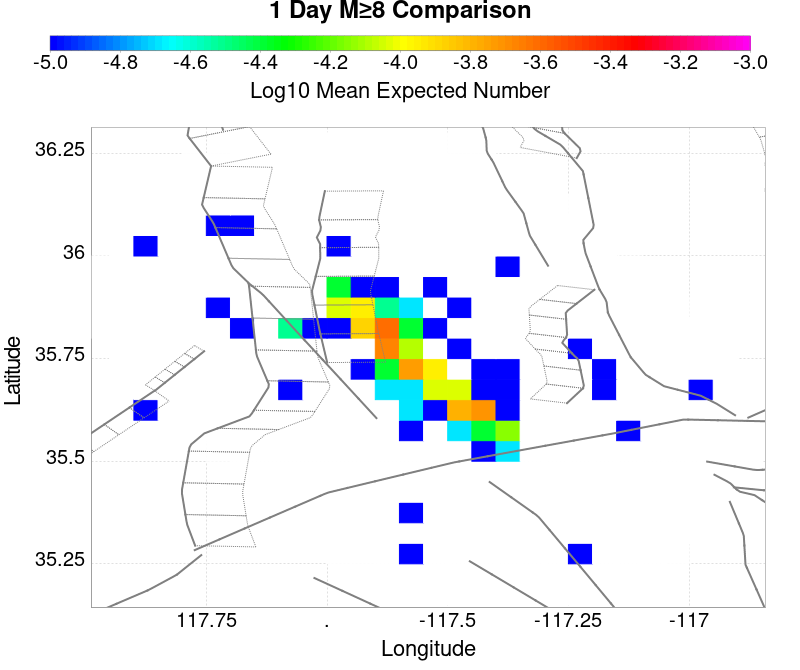 1 Day M≥8 Comparison
-5.0 -4.8 -4.6 -4.4 -4.2 -4.0 -3.8 -3.6 -3.4 -3.2 -3.0
Log10 Mean Expected Number
36.25
36
35.75
35.5
35.25
Latitude
117.75 . -117.5 -117.25 -117
Longitude